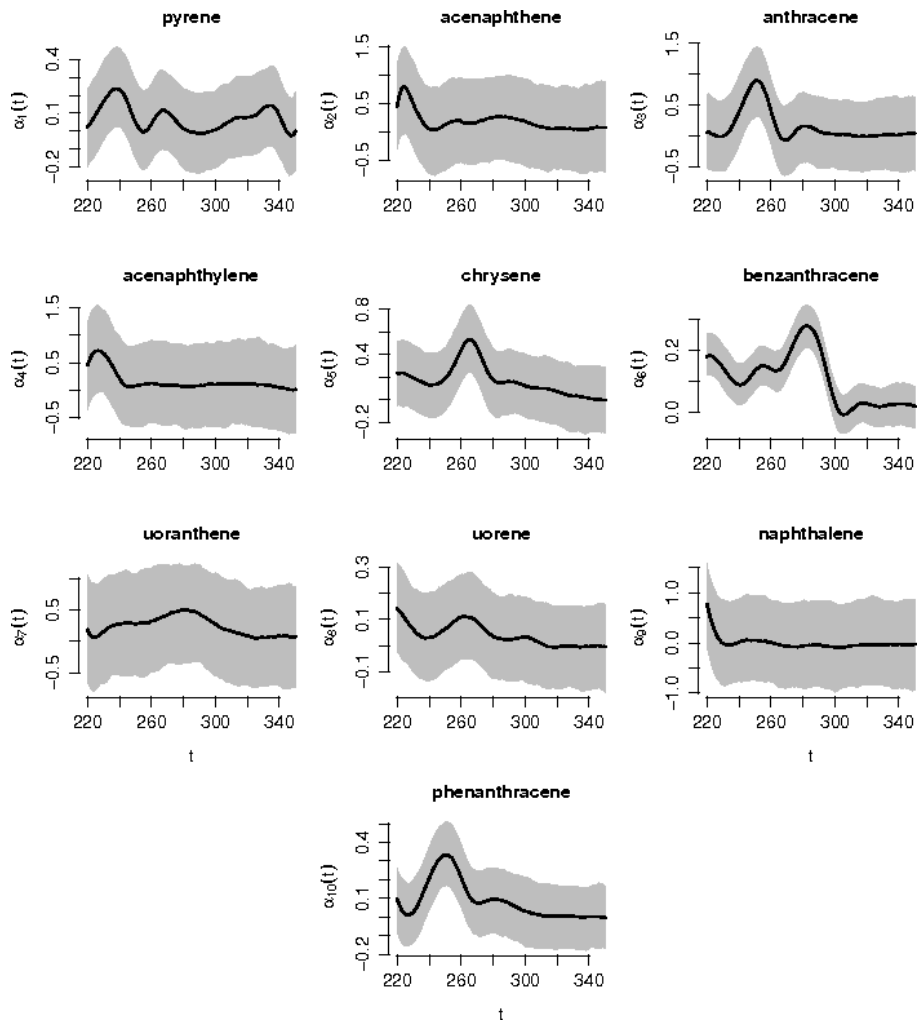 pyrene
α1(t)
−0.2 0.1 0.4
220 260 300 340
acenaphthene
α2(t)
−0.5 0.5 1.5
220 260 300 340
anthracene
α3(t)
−0.5 0.5 1.5
220 260 300 340
acenaphthylene
α4(t)
−0.5 0.5 1.5
220 260 300 340
chrysene
α5(t)
−0.2 0.4 0.8
220 260 300 340
benzanthracene
α6(t)
0.0 0.2
220 260 300 340
uoranthene
α7(t)
−0.5 0.5
220 260 300 340
t
uorene
α8(t)
−0.1 0.1 0.3
220 260 300 340
naphthalene
α9(t)
−1.0 0.0 1.0
220 260 300 340
t
phenanthracene
α10(t)
−0.2 0.1 0.4
220 260 300 340
t